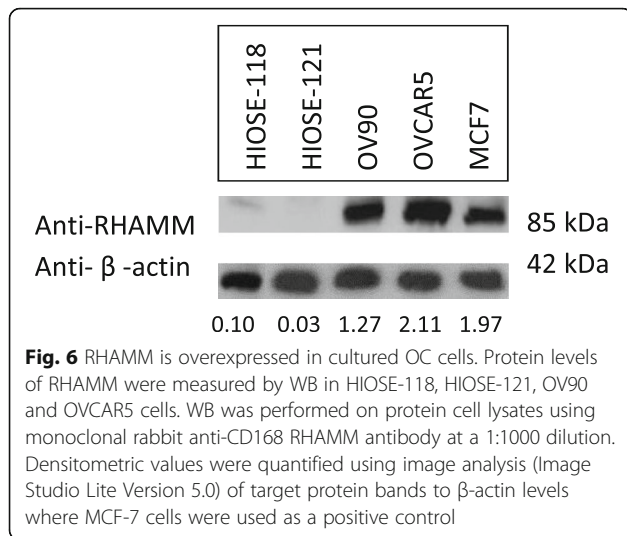 HIOSE-118
HIOSE-121
OV90
OVCAR5
MCF7
Anti-RHAMM
85 kDa
Anti- β -actin
42 kDa
0.10 0.03 1.27 2.11 1.97
Fig. 6 RHAMM is overexpressed in cultured OC cells. Protein levels
of RHAMM were measured by WB in HIOSE-118, HIOSE-121, OV90
and OVCAR5 cells. WB was performed on protein cell lysates using
monoclonal rabbit anti-CD168 RHAMM antibody at a 1:1000 dilution.
Densitometric values were quantified using image analysis (Image
Studio Lite Version 5.0) of target protein bands to β-actin levels
where MCF-7 cells were used as a positive control